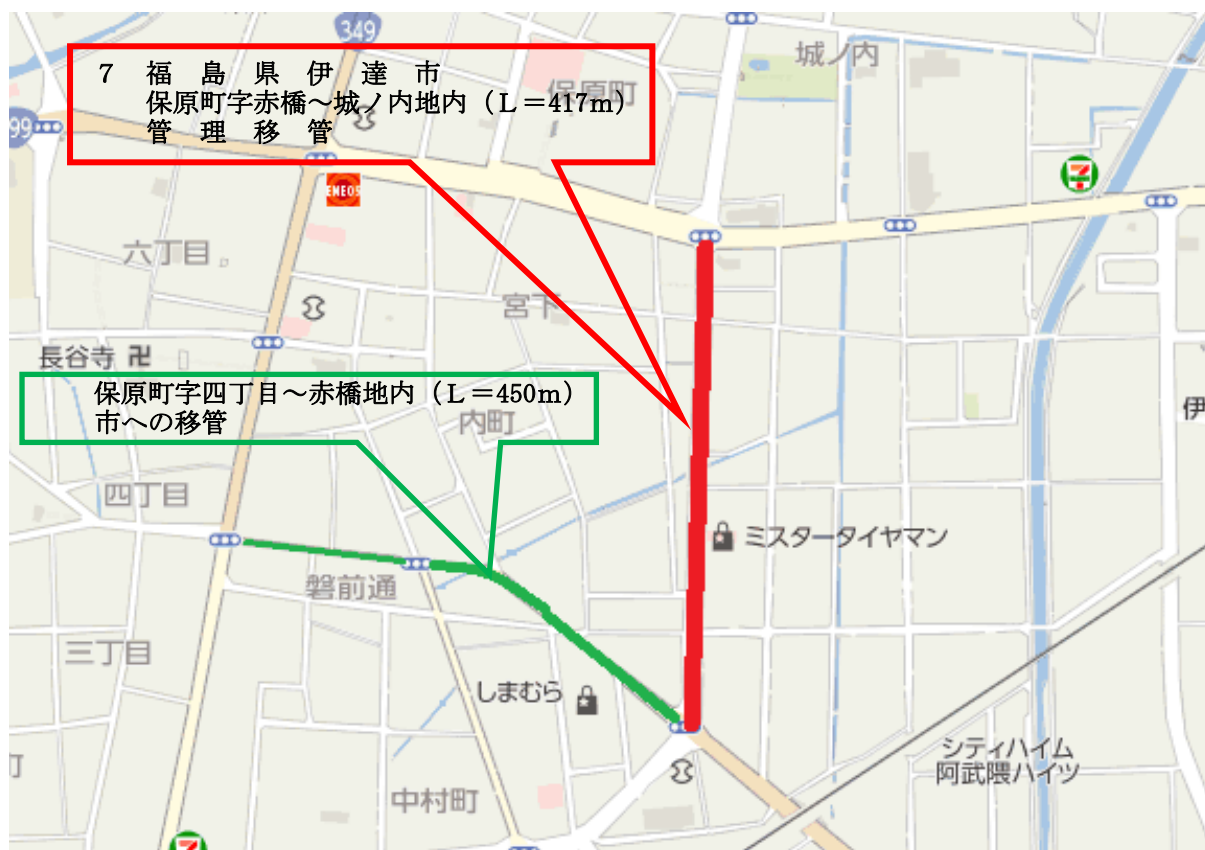 349
城ノ内
7 福島県伊達市
保原町
保原町字赤橋～城ノ内地内（Ｌ＝417m）
管理移管
99
ENEOS
7
六丁目
宮下
長谷寺
保原町字四丁目～赤橋地内（Ｌ＝450m）
市への移管
内町
伊
四丁目
ミスタータイヤマン
磐前通
三丁目
しまむら
シティハイム
阿武隈ハイツ
町
中村町
7